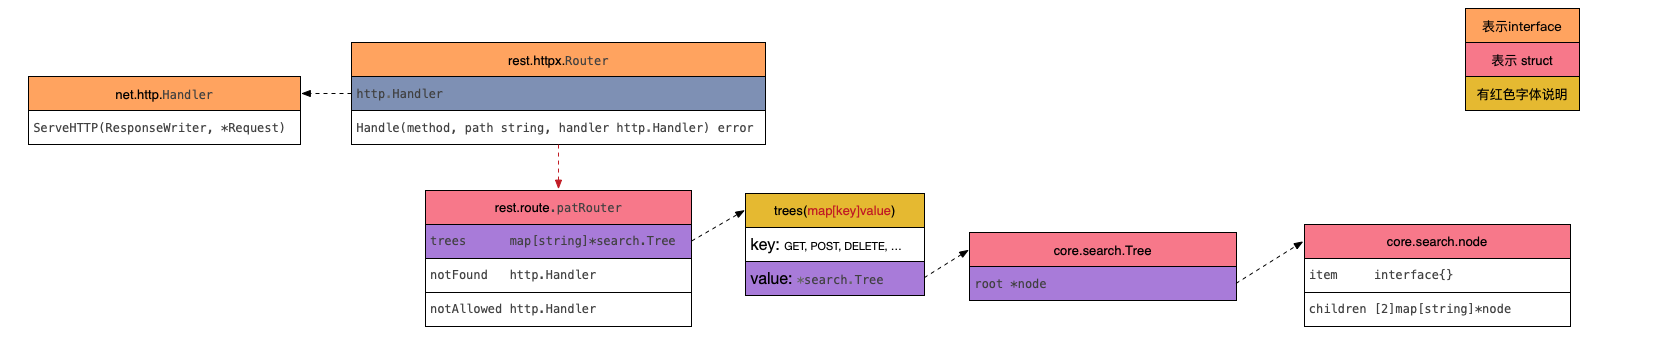 表示interface
表示 struct
有红色字体说明
rest.httpx.Router
http.Handler
Handle(method, path string, handler http.Handler) error
net.http.Handler
ServeHTTP(ResponseWriter, *Request)
rest.route.patRouter
trees map[string]*search.Tree
notFound http.Handler
notAllowed http.Handler
trees(map[key]value)
key: GET, POST, DELETE, ...
value: *search.Tree
core.search.Tree
root *node
core.search.node
item interface{}
children [2]map[string]*node